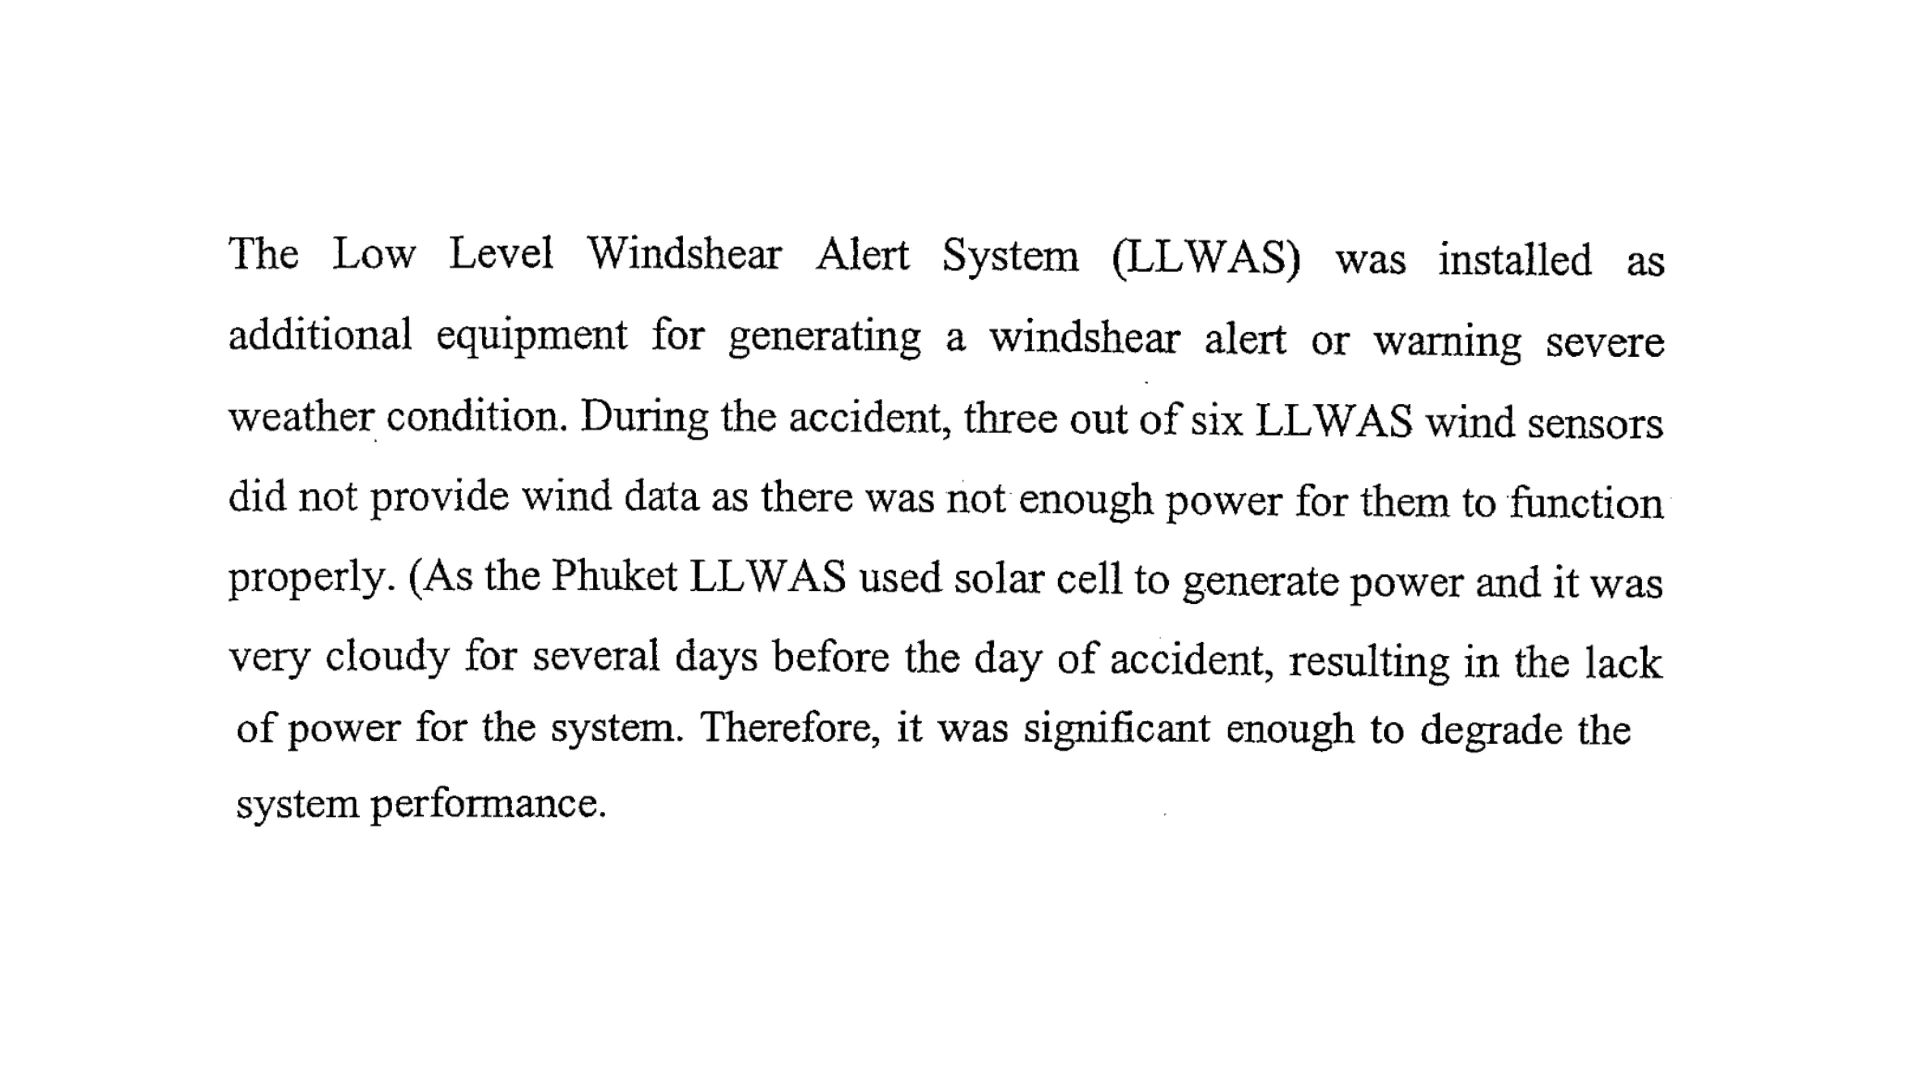 The Low Level Windshear Alert System (LLWAS) was installed as
additional equipment for generating a windshear alert or warning severe
weather condition. During the accident, three out of six LLWAS wind sensors
did not provide wind data as there was not enough power for them to function
properly. (As the Phuket LLWAS used solar cell to generate power and it was
very cloudy for several days before the day of accident, resulting in the lack
of power for the system. Therefore, it was significant enough to degrade the
system performance.